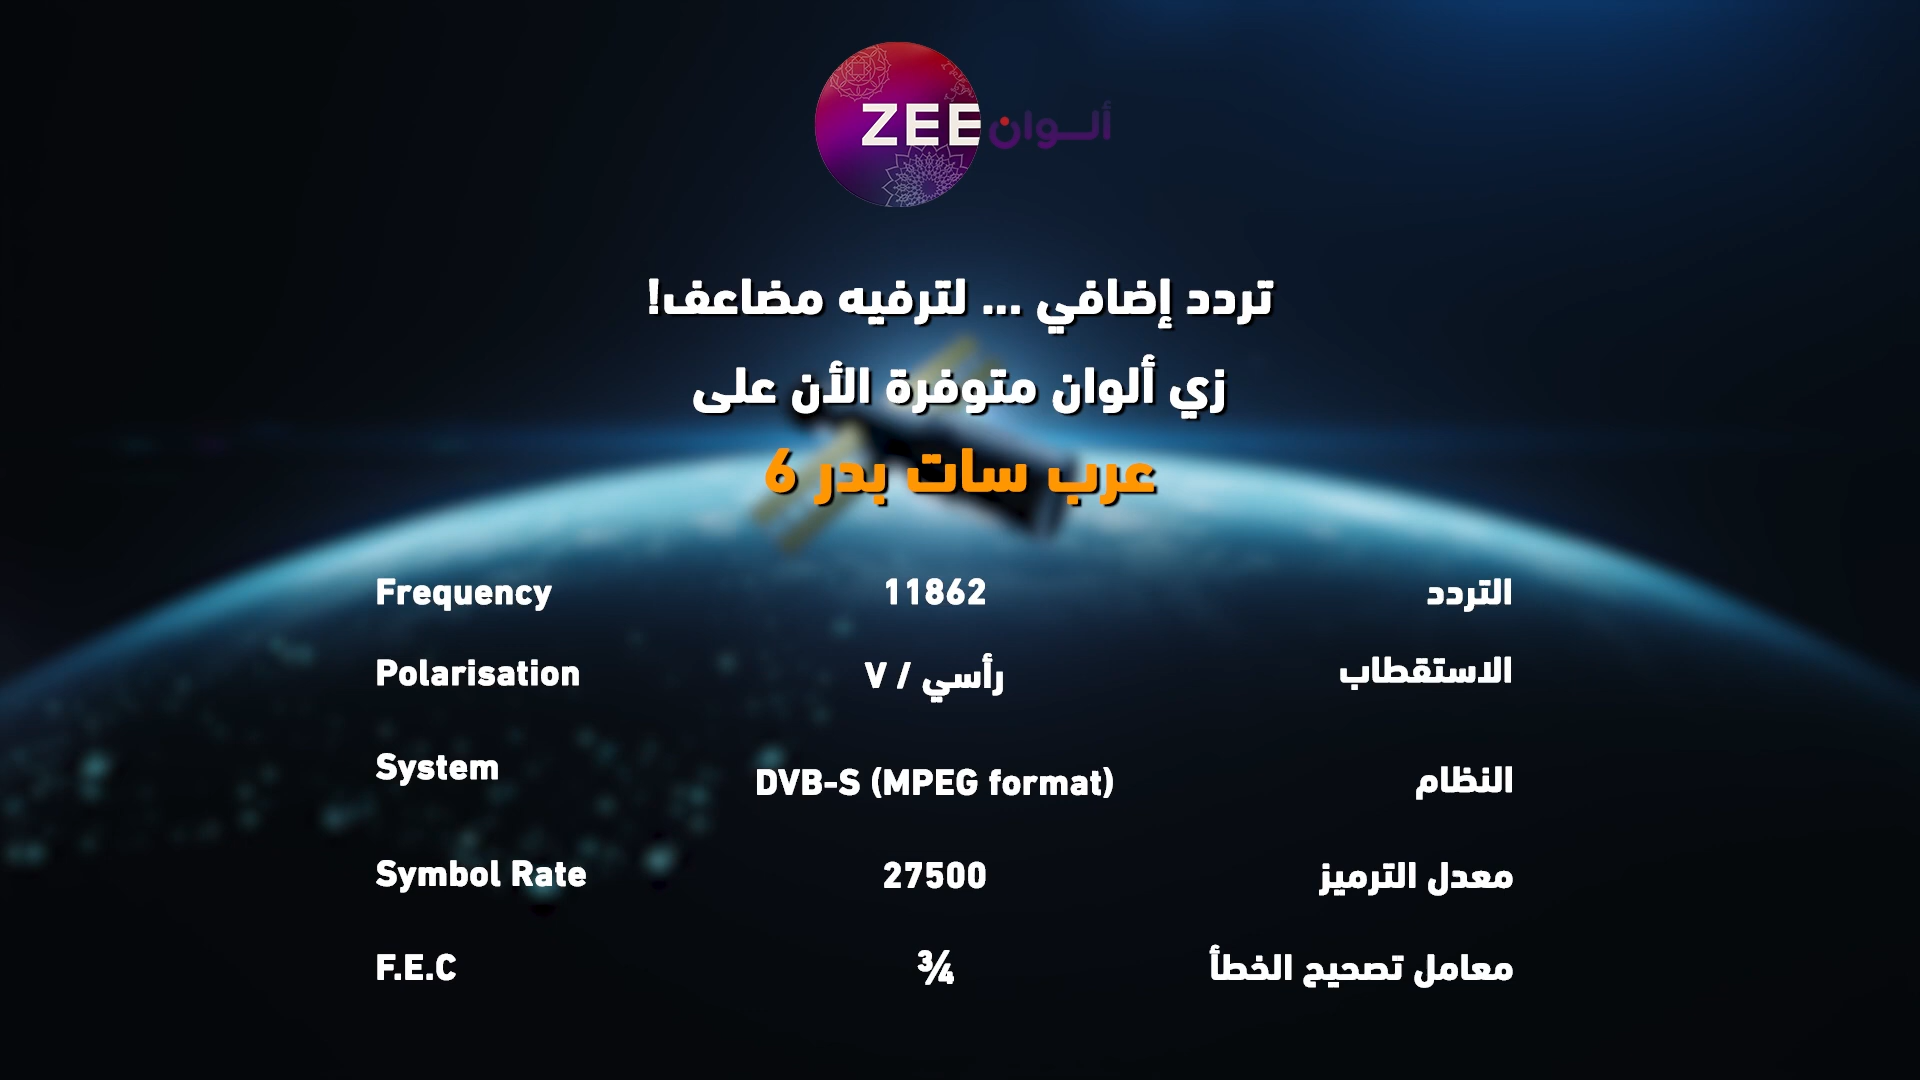 ZEE ألوان
تردد إضافي ... لترفيه مضاعف!
زي ألوان متوفرة الأن على
عرب سات بدر 6
Frequency 11862 التردد
Polarisation رأسي / V الاستقطاب
System DVB-S (MPEG format) النظام
Symbol Rate 27500 معدل الترميز
F.E.C ¾ معامل تصحيح الخطأ